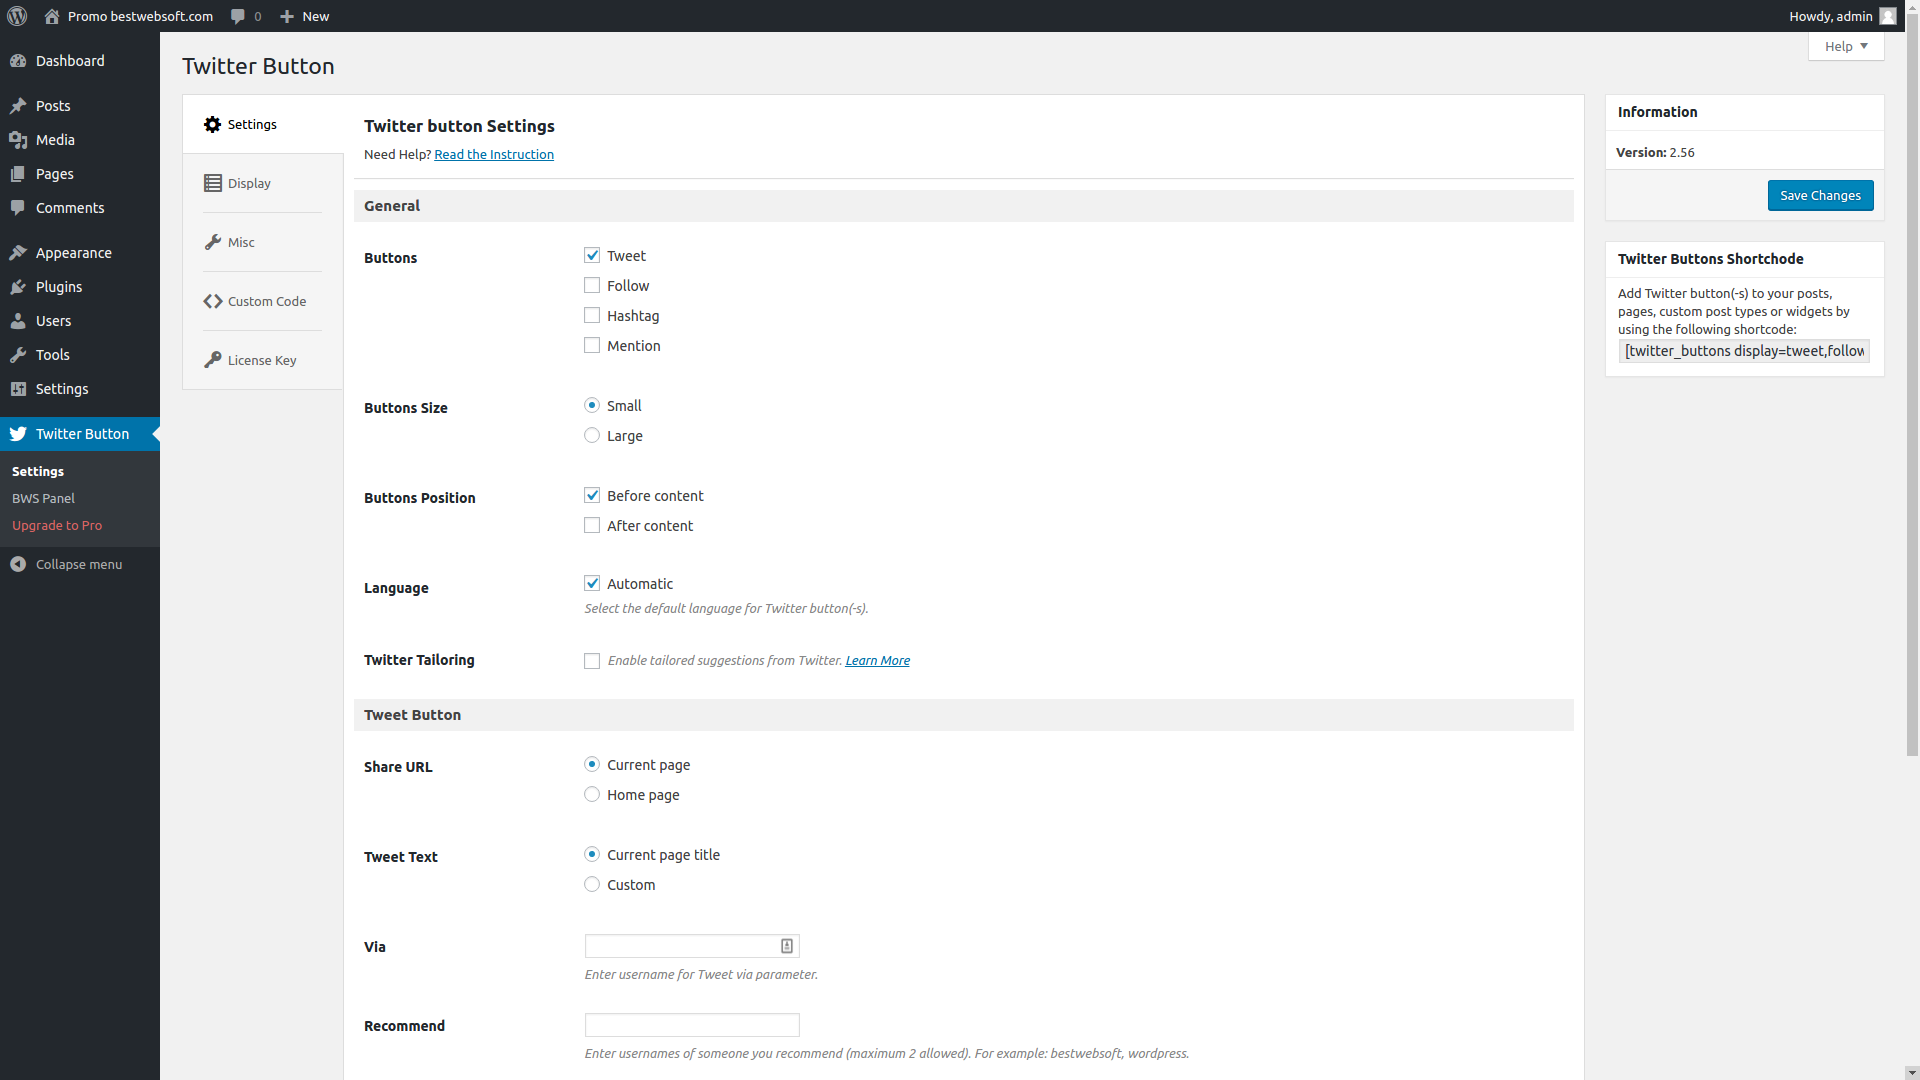 Promo bestwebsoft.com 0 New Howdy, admin
Help
Dashboard
Posts
Media
Pages
Comments
Appearance
Plugins
Users
Tools
Settings
Twitter Button
Settings
BWS Panel
Upgrade to Pro
Collapse menu
Twitter Button
Settings
Display
Misc
Custom Code
License Key
Twitter button Settings
Need Help? Read the Instruction
General
Buttons
Tweet
Follow
Hashtag
Mention
Buttons Size
Small
Large
Buttons Position
Before content
After content
Language
Automatic
Select the default language for Twitter button(-s).
Twitter Tailoring
Enable tailored suggestions from Twitter. Learn More
Tweet Button
Share URL
Current page
Home page
Tweet Text
Current page title
Custom
Via
Enter username for Tweet via parameter.
Recommend
Enter usernames of someone you recommend (maximum 2 allowed). For example: bestwebsoft, wordpress.
Information
Version: 2.56
Save Changes
Twitter Buttons Shortchode
Add Twitter button(-s) to your posts,
pages, custom post types or widgets by
using the following shortcode:
[twitter_buttons display=tweet,follow